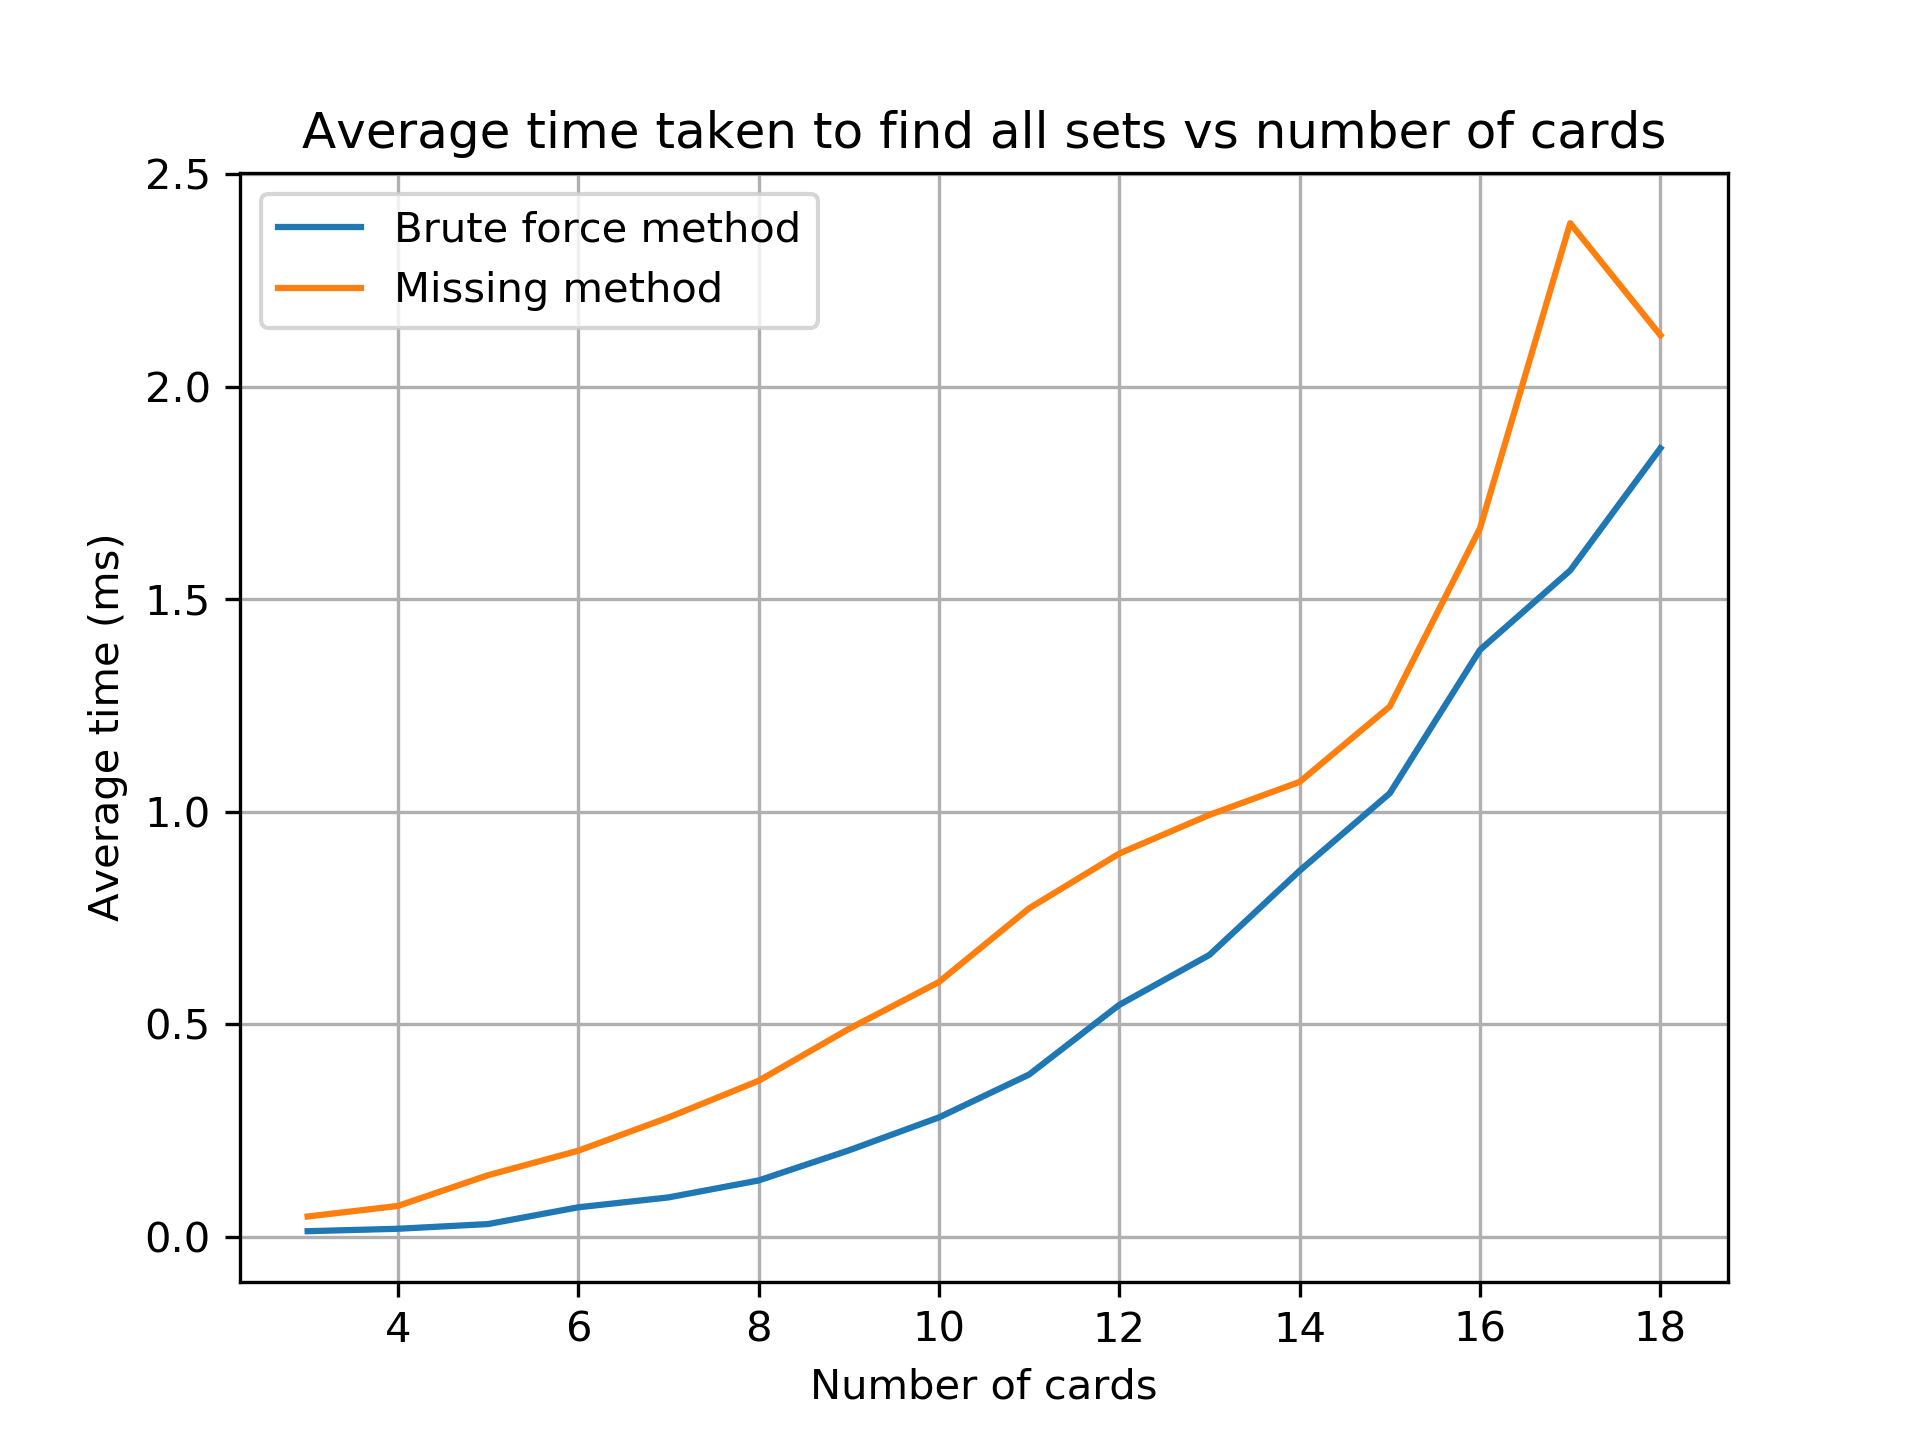 Average time taken to find all sets vs number of cards
Brute force method
Missing method
2.5
2.0
1.5
1.0
0.5
0.0
Average time (ms)
4 6 8 10 12 14 16 18
Number of cards